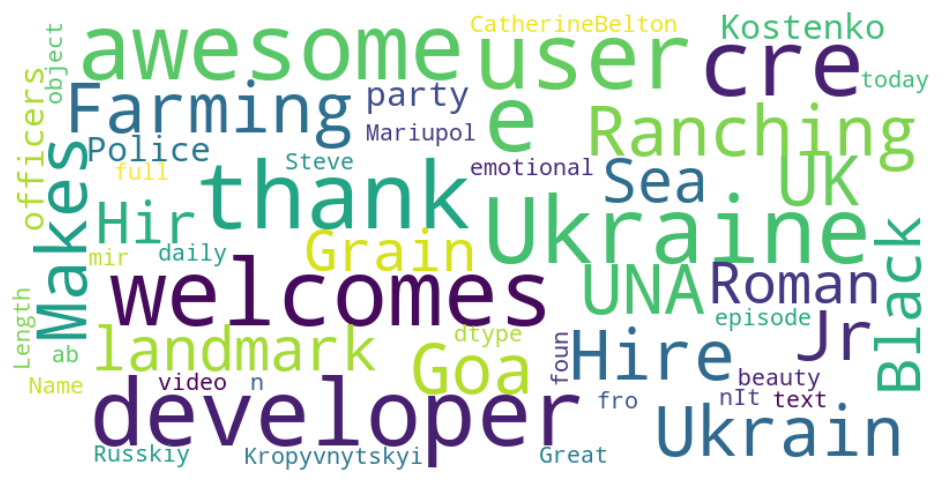 object
awesome
CatherineBelton
user
Kostenko
cre
today
officers
Farming
party
e
Ranching
Police
Mariupol
full
Steve
emotional
Makes
thank
Sea
UK
Hir
Ukraine
Black
mir
daily
Grain
welcomes
UNA
Roman
Length
landmark
dtype
episode
Jr
ab
Goa
foun
Hire
Name
video
n
beauty
developer
fro
nIt
text
Ukrain
Russkiy
Kropyvnytskyi
Great